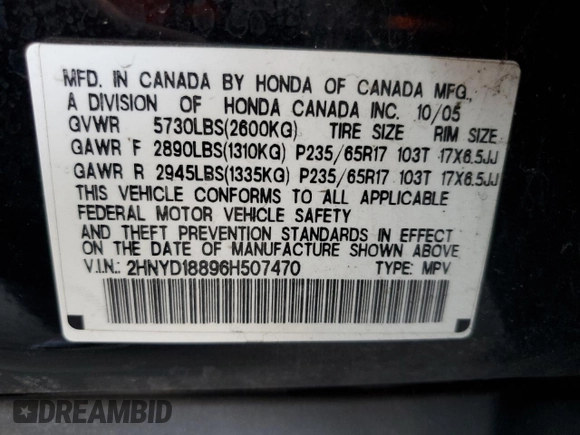 MFD. IN CANADA BY HONDA OF CANADA MFG.,
A DIVISION OF HONDA CANADA INC. 10/05
GVWR 5730LBS(2600KG) TIRE SIZE RIM SIZE
GAWR F 2890LBS(1310KG) P235/65R17 103T 17X6.5JJ
GAWR R 2945LBS(1335KG) P235/65R17 103T 17X6.5JJ
THIS VEHICLE CONFORMS TO ALL APPLICABLE
FEDERAL MOTOR VEHICLE SAFETY
AND THEFT PREVENTION STANDARDS IN EFFECT
ON THE DATE OF MANUFACTURE SHOWN ABOVE
V.I.N.: 2HNYD18896H507470 TYPE: MPV
DREAMBID